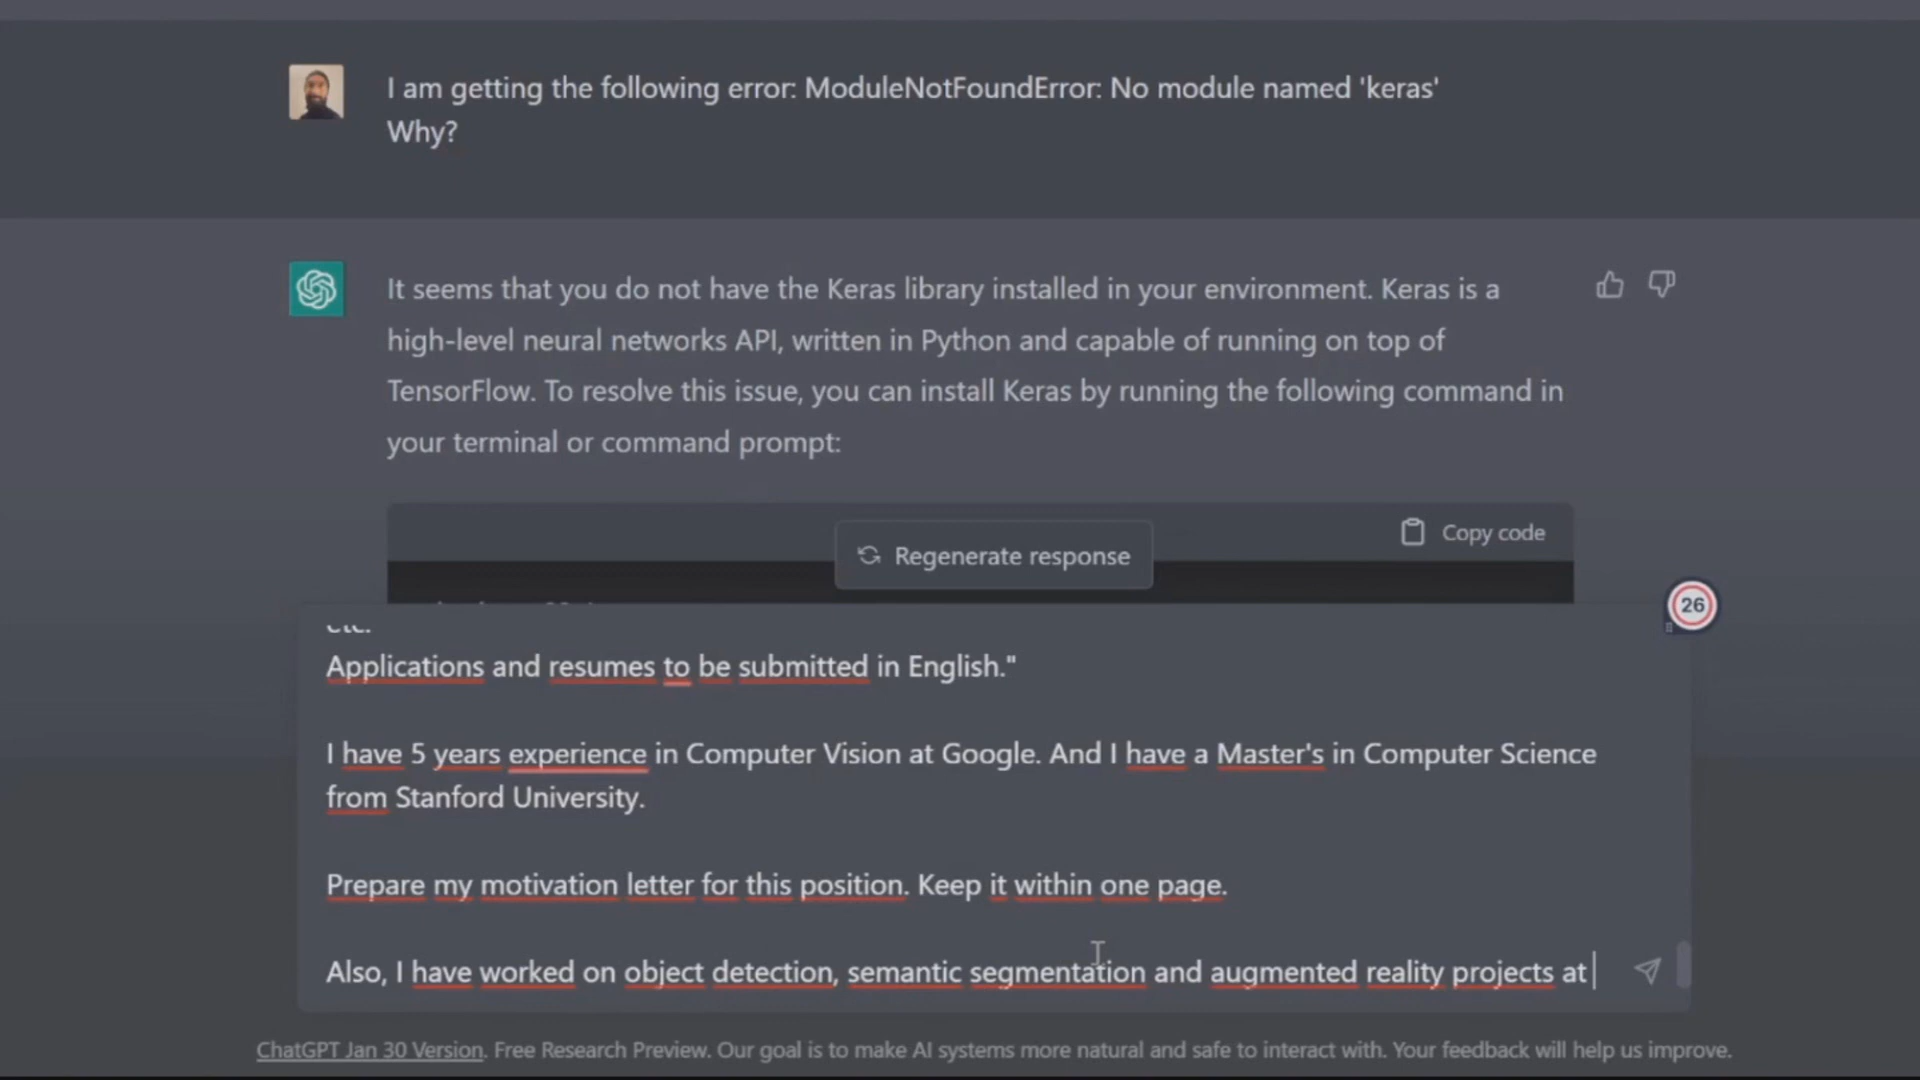 I am getting the following error: ModuleNotFoundError: No module named 'keras'
Why?
It seems that you do not have the Keras library installed in your environment. Keras is a
high-level neural networks API, written in Python and capable of running on top of
TensorFlow. To resolve this issue, you can install Keras by running the following command in
your terminal or command prompt:
Copy code
Regenerate response
26
etc.
Applications and resumes to be submitted in English."
I have 5 years experience in Computer Vision at Google. And I have a Master's in Computer Science
from Stanford University.
Prepare my motivation letter for this position. Keep it within one page.
Also, I have worked on object detection, semantic segmentation and augmented reality projects at
ChatGPT Jan 30 Version. Free Research Preview. Our goal is to make AI systems more natural and safe to interact with. Your feedback will help us improve.